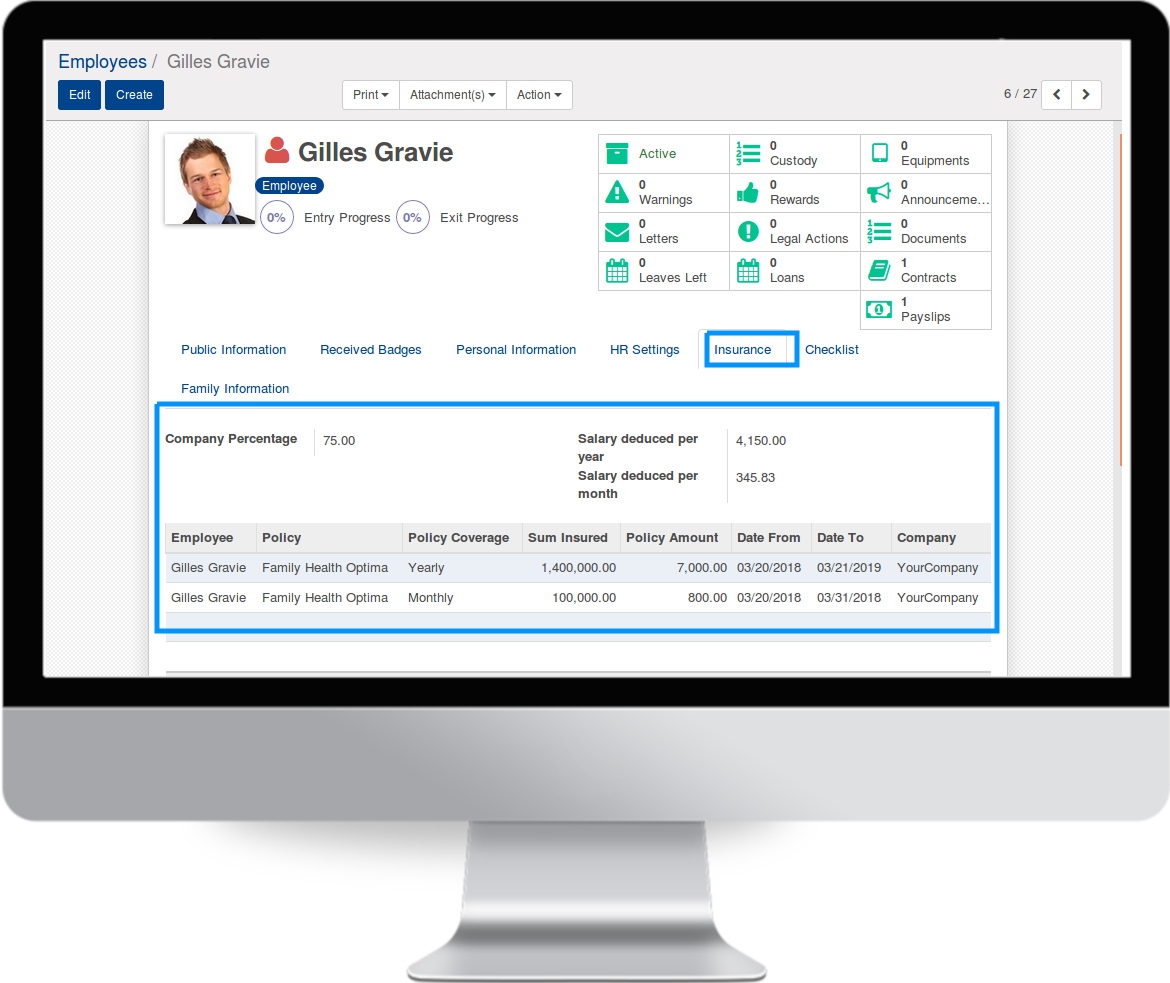 Employees / Gilles Gravie
Edit Create Print Attachment(s) Action 6 / 27
Gilles Gravie
Employee
0% Entry Progress 0% Exit Progress
Active
0 Custody
0 Equipments
0 Warnings
0 Rewards
0 Announceme...
0 Letters
0 Legal Actions
0 Documents
0 Leaves Left
0 Loans
1 Contracts
1 Payslips
Public Information Received Badges Personal Information HR Settings Insurance Checklist
Family Information
Company Percentage 75.00
Salary deduced per year 4,150.00
Salary deduced per month 345.83
Employee Policy Policy Coverage Sum Insured Policy Amount Date From Date To Company
Gilles Gravie Family Health Optima Yearly 1,400,000.00 7,000.00 03/20/2018 03/21/2019 YourCompany
Gilles Gravie Family Health Optima Monthly 100,000.00 800.00 03/20/2018 03/31/2018 YourCompany